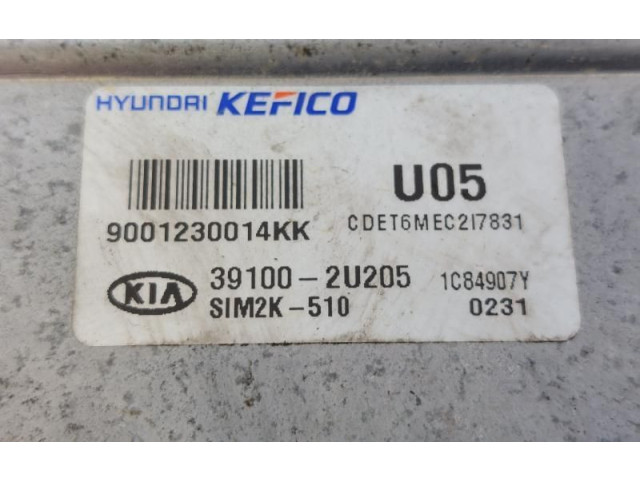 HYUNDAI KEFICO
U05
9001230014KK
CDET6MEC2I7831
KIA
39100-2U205
1C84907Y
SIM2K-510
0231